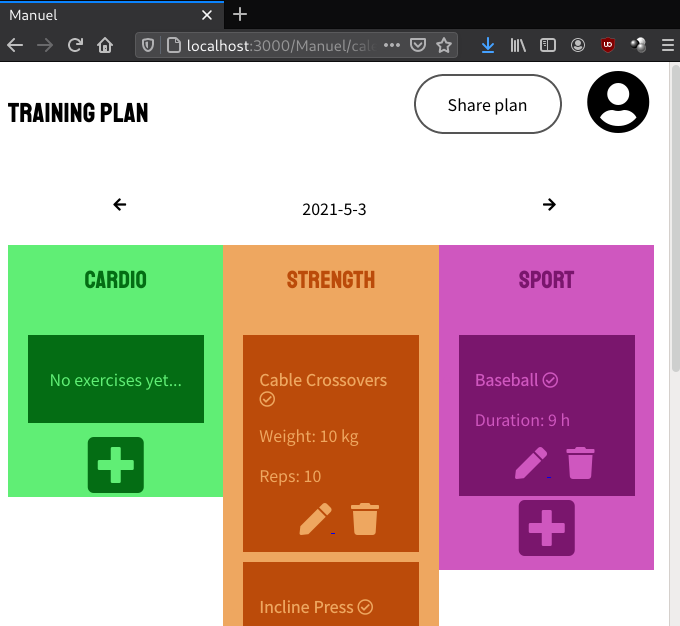 Manuel
localhost:3000/Manuel/cale
TRAINING PLAN
Share plan
2021-5-3
CARDIO
STRENGTH
SPORT
No exercises yet...
Cable Crossovers
Weight: 10 kg
Reps: 10
Baseball
Duration: 9 h
Incline Press